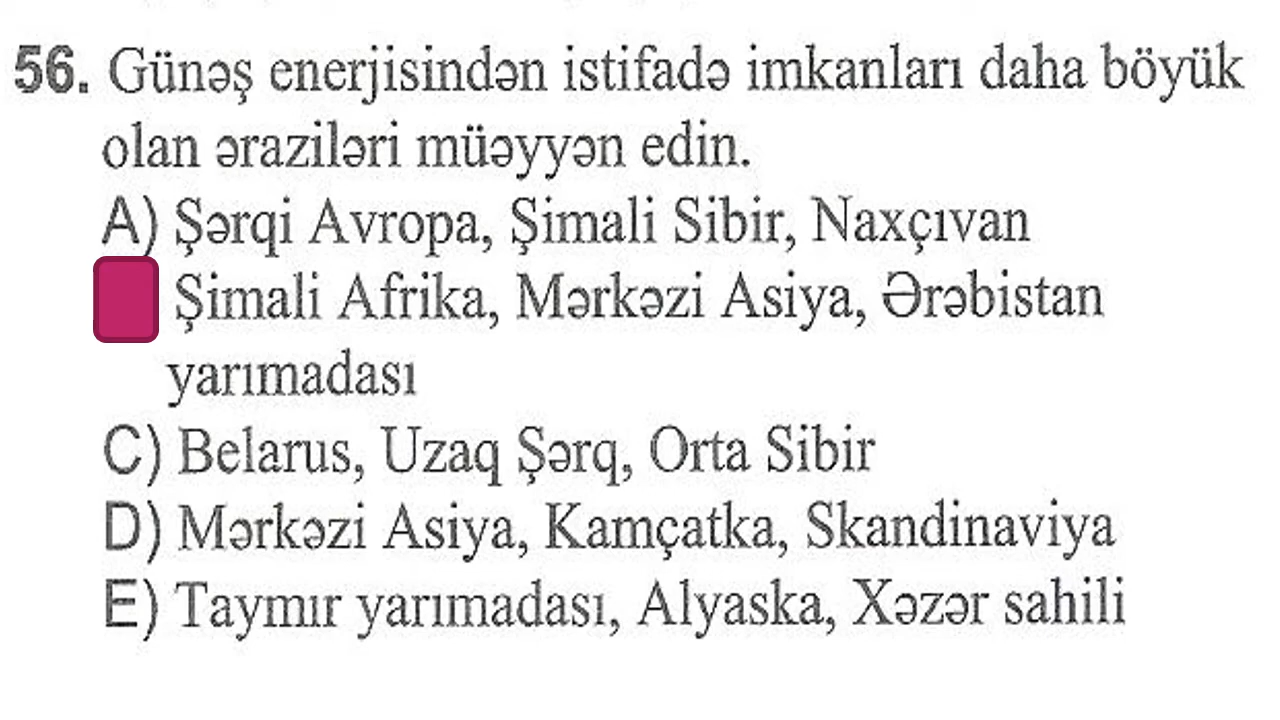 56. Günəş enerjisindən istifadə imkanları daha böyük
olan əraziləri müəyyən edin.
A) Şərqi Avropa, Şimali Sibir, Naxçıvan
Şimali Afrika, Mərkəzi Asiya, Ərəbistan
yarımadası
C) Belarus, Uzaq Şərq, Orta Sibir
D) Mərkəzi Asiya, Kamçatka, Skandinaviya
E) Taymır yarımadası, Alyaska, Xəzər sahili